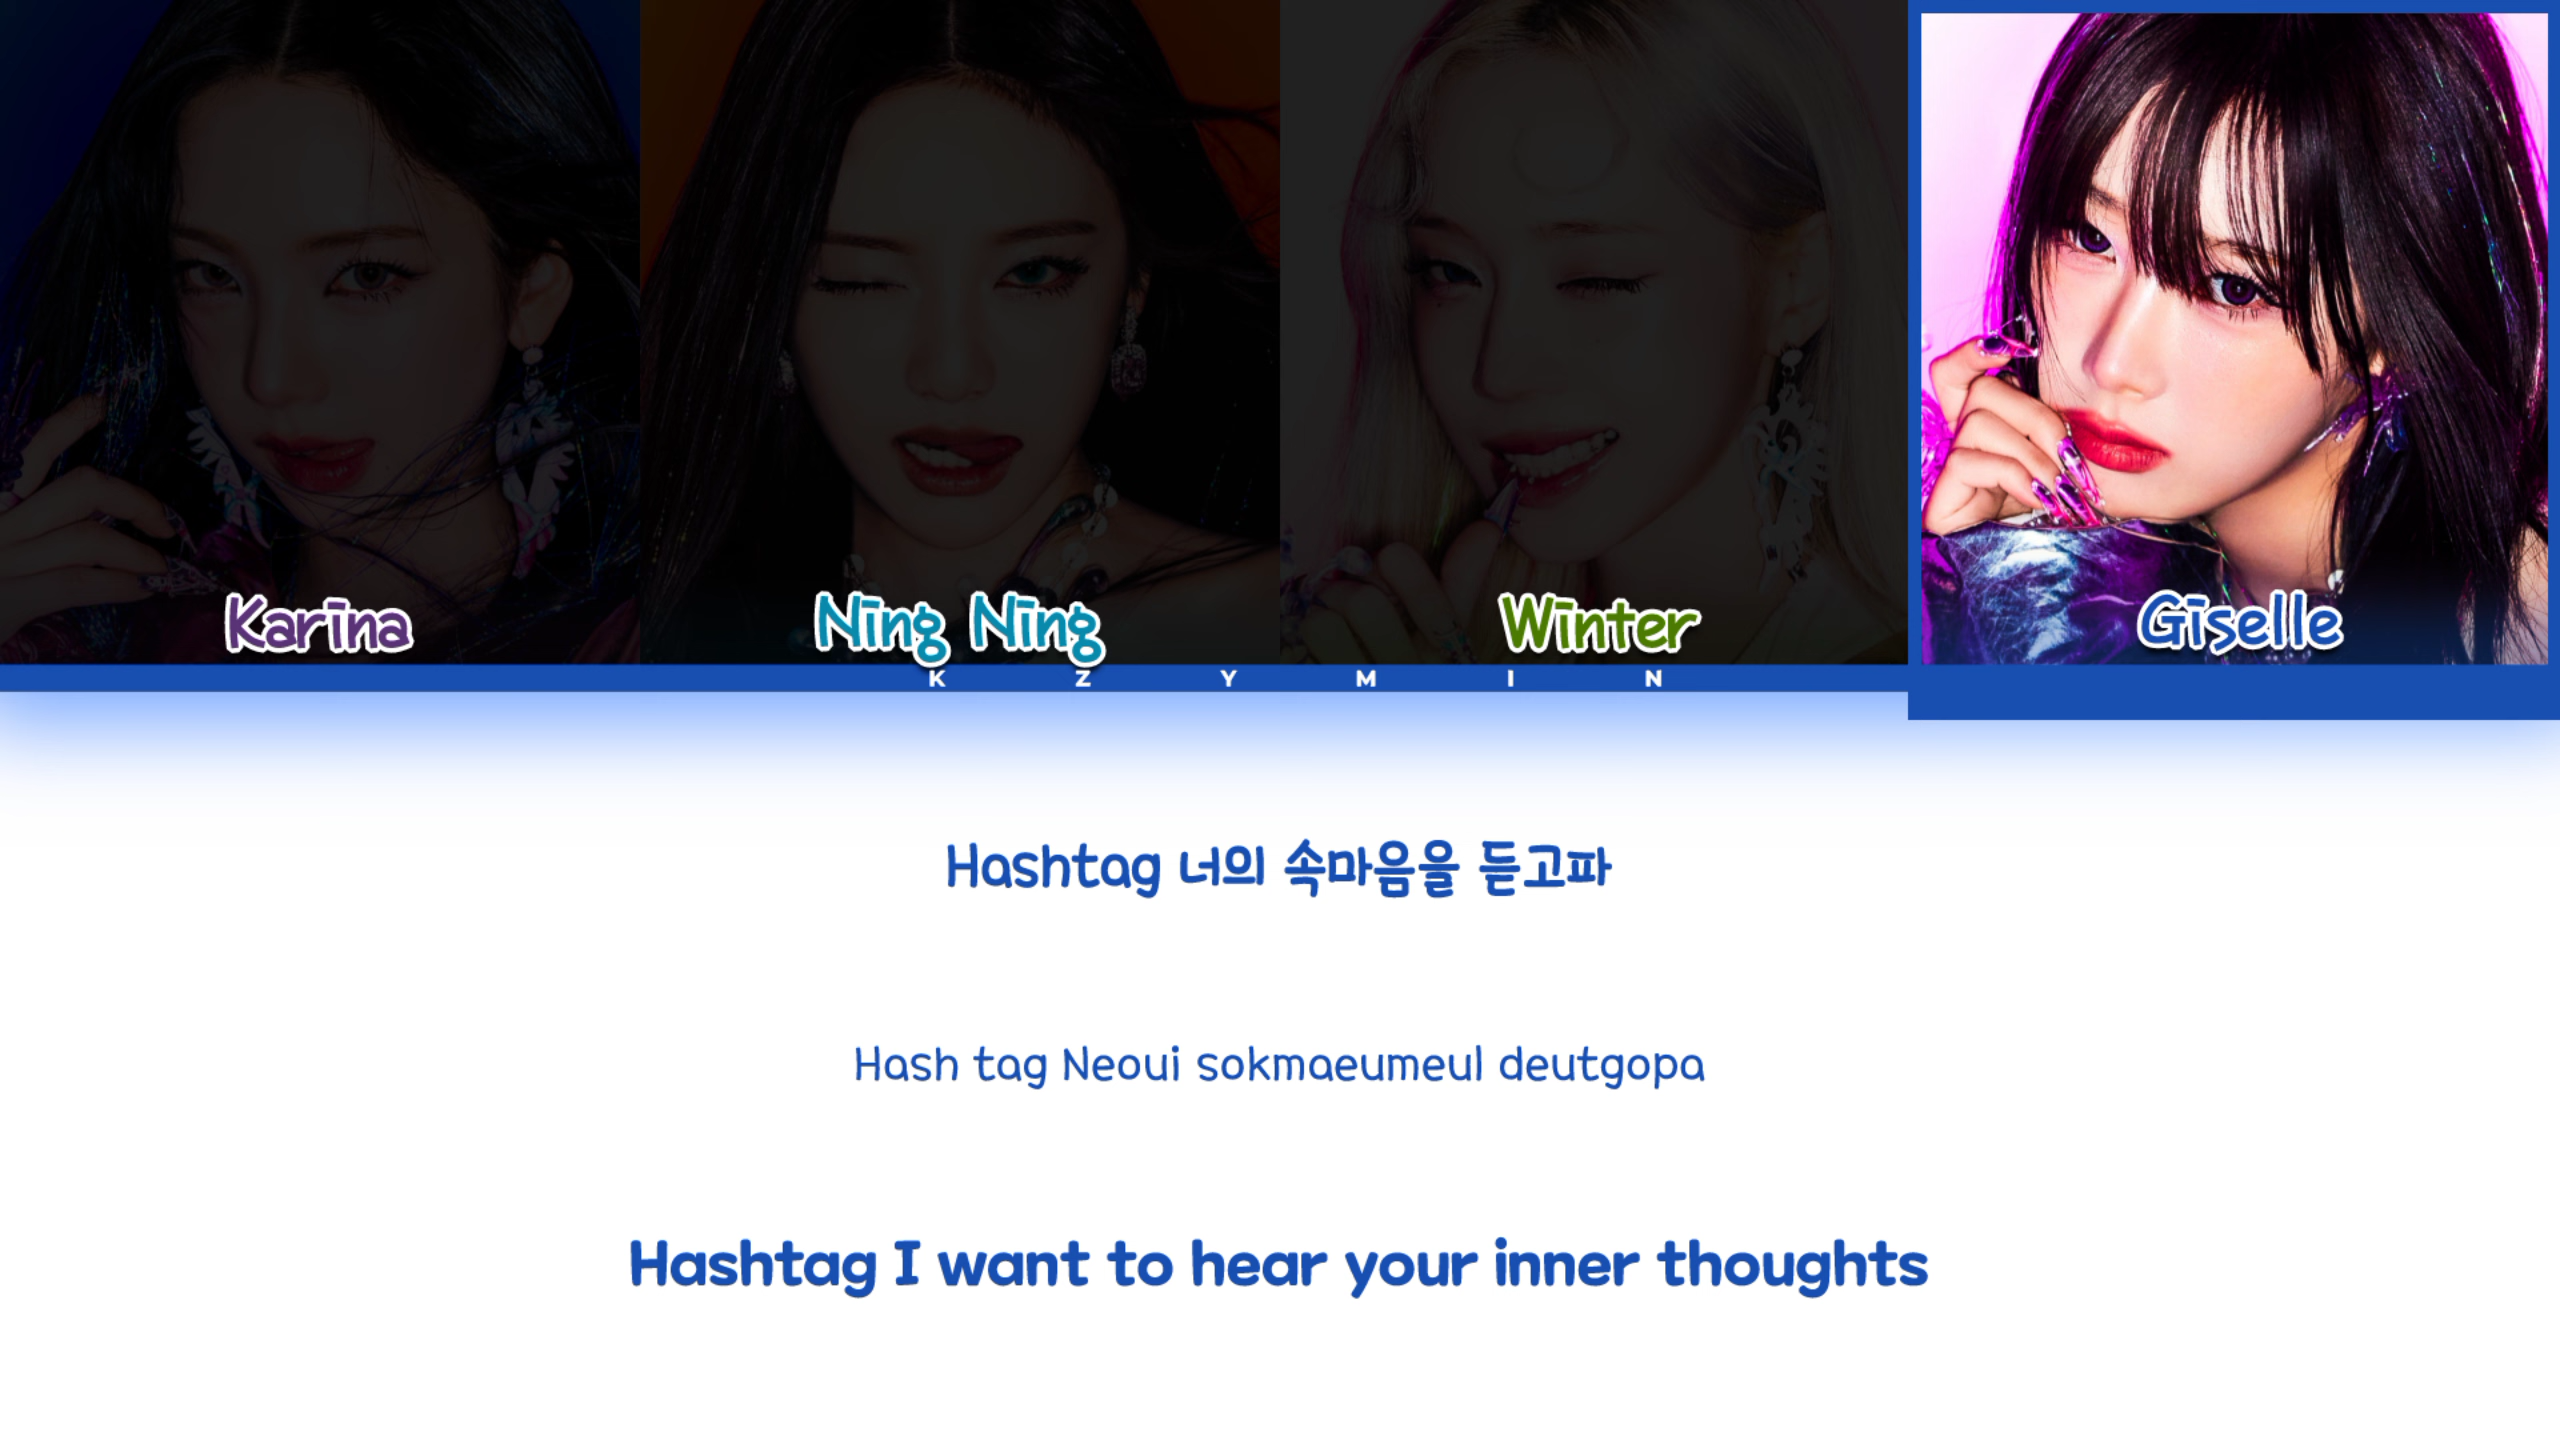 Karina
Ning Ning
Winter
Giselle
K Z Y M I N
Hashtag 너의 속마음을 듣고파
Hash tag Neoui sokmaeumeul deutgopa
Hashtag I want to hear your inner thoughts